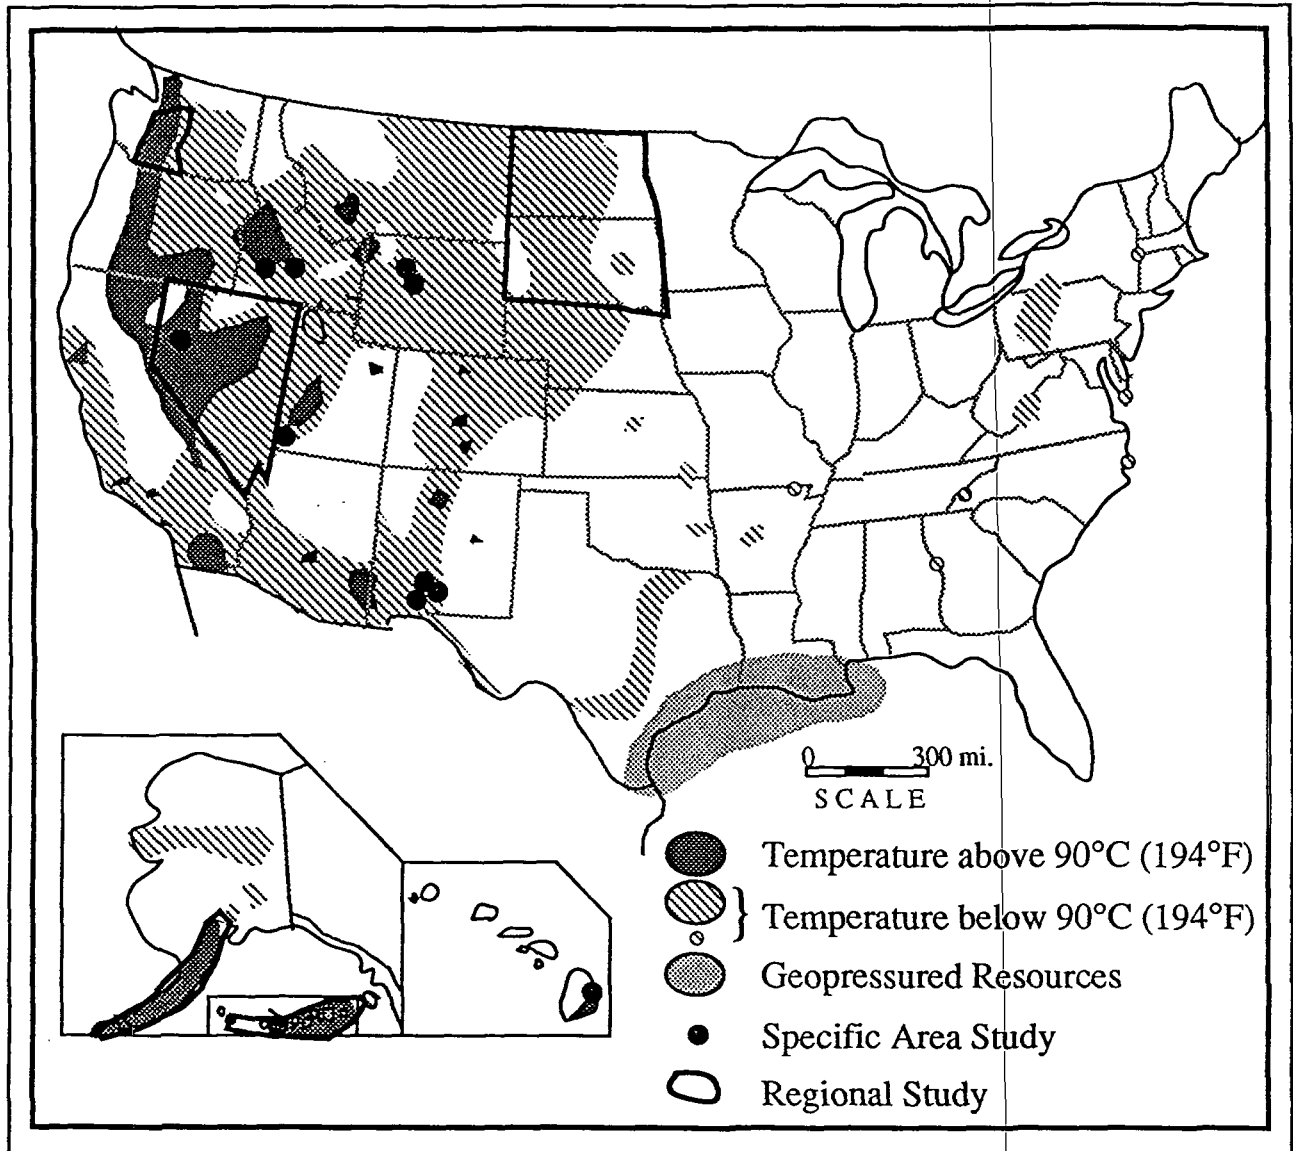 0 300 mi.
SCALE
Temperature above 90°C (194°F)
} Temperature below 90°C (194°F)
Geopressured Resources
Specific Area Study
Regional Study